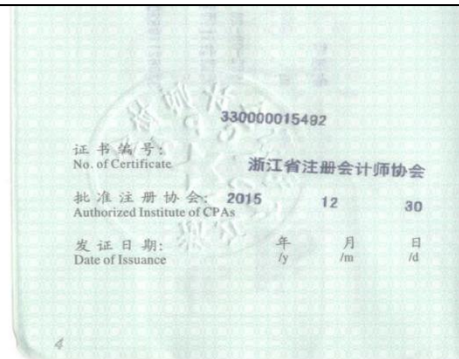 330000015492
证书编号:
No. of Certificate
浙江省注册会计师协会
批准注册协会: 2015 12 30
Authorized Institute of CPAs
发证日期: 年 月 日
Date of Issuance /y /m /d
4